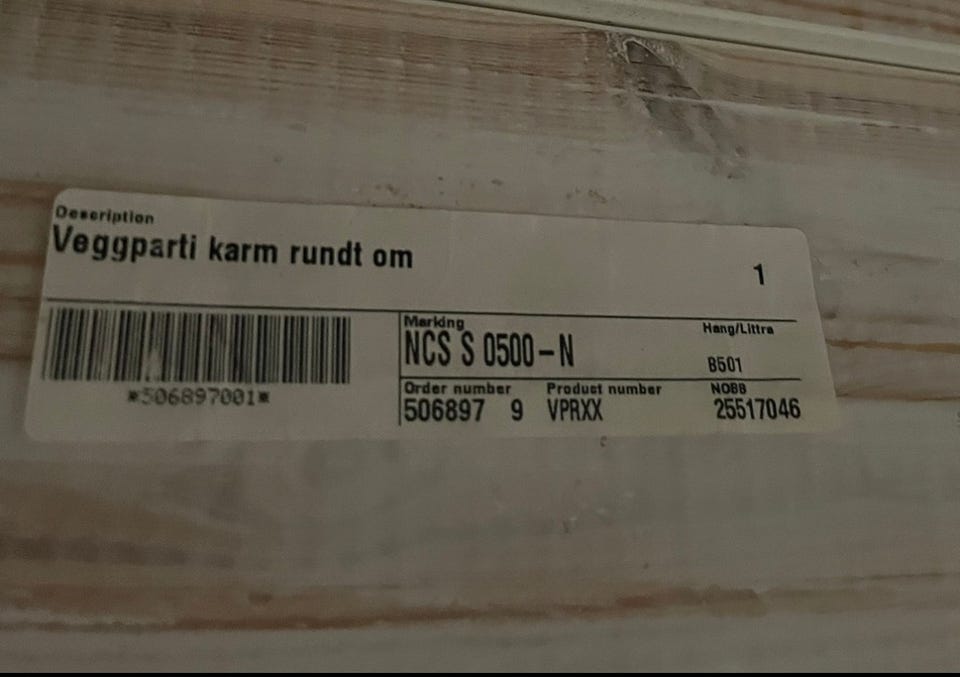 Description
Veggparti karm rundt om
1
Marking
NCS S 0500-N
Hang/Littra
B501
*506897001*
Order number Product number NOBB
506897 9 VPRXX 25517046